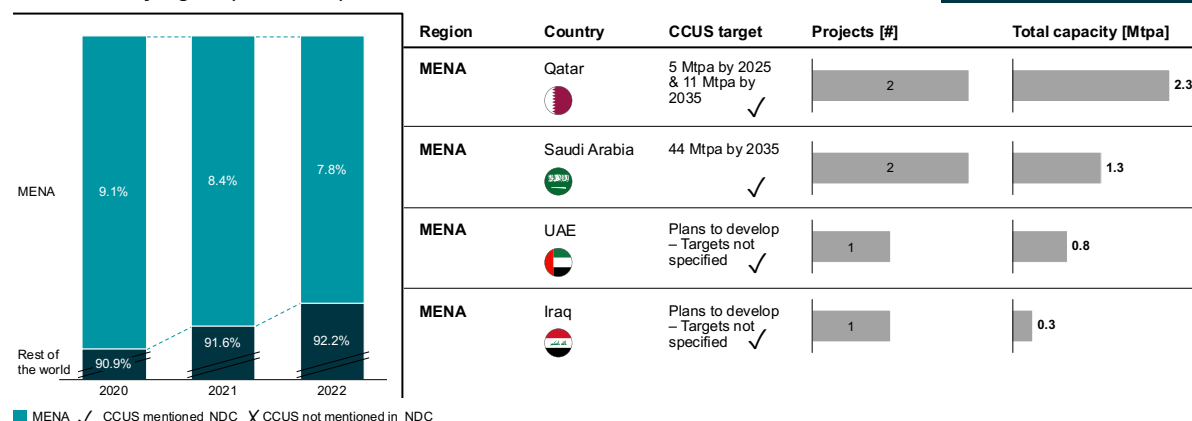 MENA
Rest of
the world
9.1%
8.4%
7.8%
90.9%
91.6%
92.2%
2020
2021
2022
MENA ✓ CCUS mentioned NDC X CCUS not mentioned in NDC
Region Country CCUS target Projects [#] Total capacity [Mtpa]
MENA Qatar 5 Mtpa by 2025
& 11 Mtpa by
2035 ✓
2 2.3
MENA Saudi Arabia 44 Mtpa by 2035
✓
2 1.3
MENA UAE Plans to develop
– Targets not
specified ✓
1 0.8
MENA Iraq Plans to develop
– Targets not
specified ✓
1 0.3